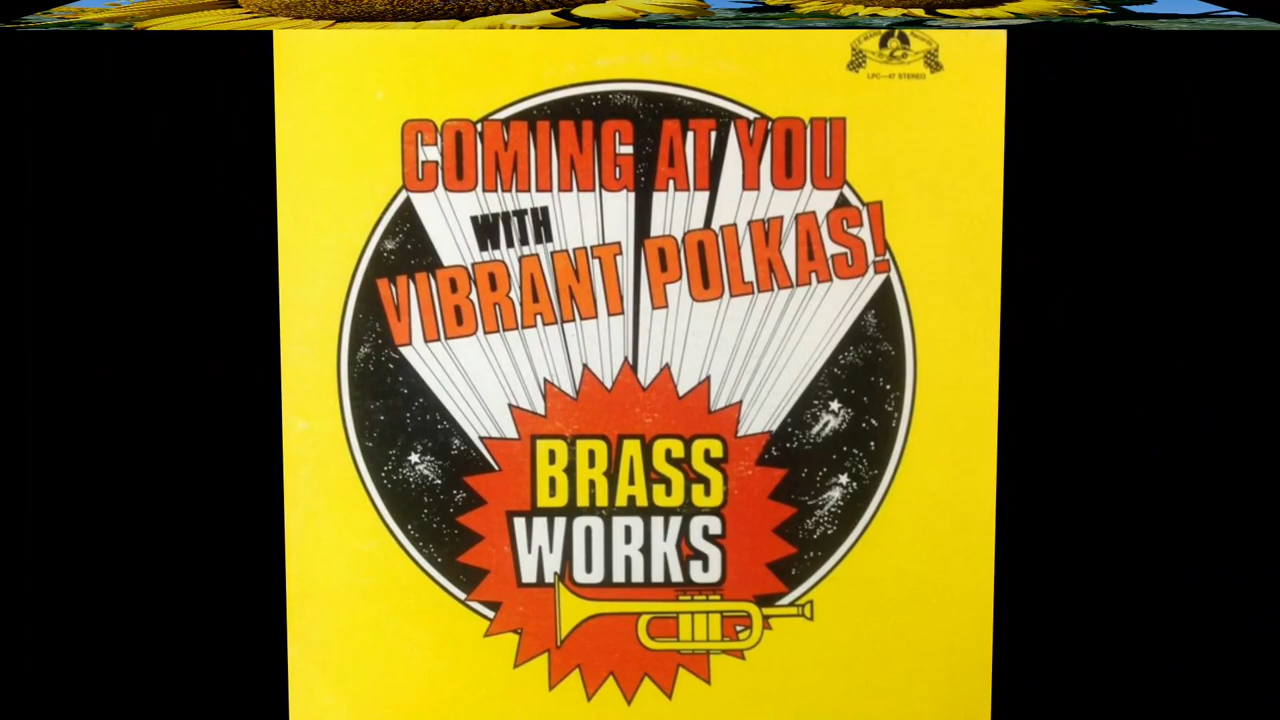 LPC—47 STEREO
COMING AT YOU
WITH
VIBRANT POLKAS!
BRASS
WORKS